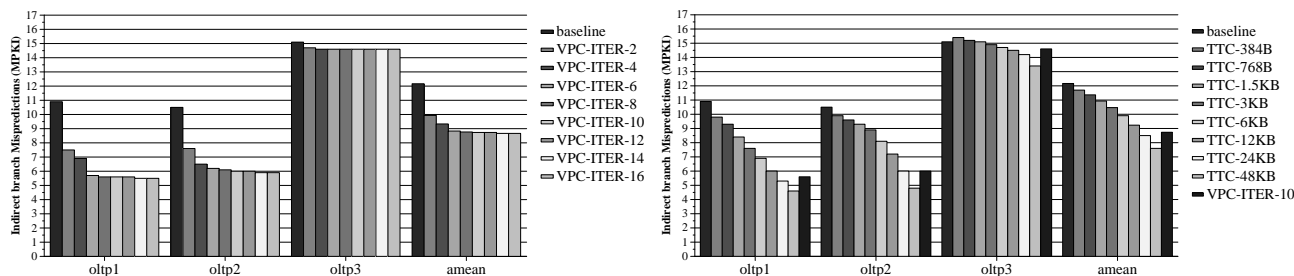 Indirect branch Mispredictions (MPKI)
17
16
15
14
13
12
11
10
9
8
7
6
5
4
3
2
1
0
oltp1
oltp2
oltp3
amean
baseline
VPC-ITER-2
VPC-ITER-4
VPC-ITER-6
VPC-ITER-8
VPC-ITER-10
VPC-ITER-12
VPC-ITER-14
VPC-ITER-16
Indirect branch Mispredictions (MPKI)
17
16
15
14
13
12
11
10
9
8
7
6
5
4
3
2
1
0
oltp1
oltp2
oltp3
amean
baseline
TTC-384B
TTC-768B
TTC-1.5KB
TTC-3KB
TTC-6KB
TTC-12KB
TTC-24KB
TTC-48KB
VPC-ITER-10